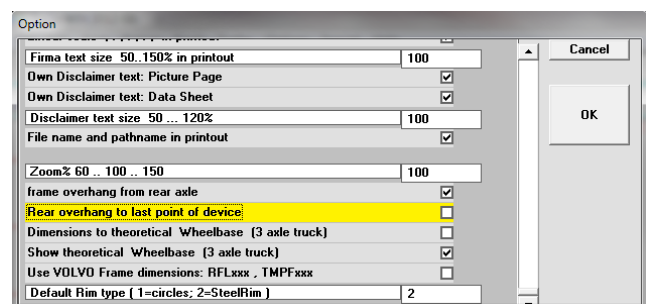 Option
Firma text size 50..150% in printout 100
Own Disclaimer text: Picture Page
Own Disclaimer text: Data Sheet
Disclaimer text size 50 ... 120% 100
File name and pathname in printout
Zoom% 60 .. 100 .. 150 100
frame overhang from rear axle
Rear overhang to last point of device
Dimensions to theoretical Wheelbase (3 axle truck)
Show theoretical Wheelbase (3 axle truck)
Use VOLVO Frame dimensions: RFLxxx , TMPFxxx
Default Rim type ( 1=circles; 2=SteelRim ) 2
Cancel
OK